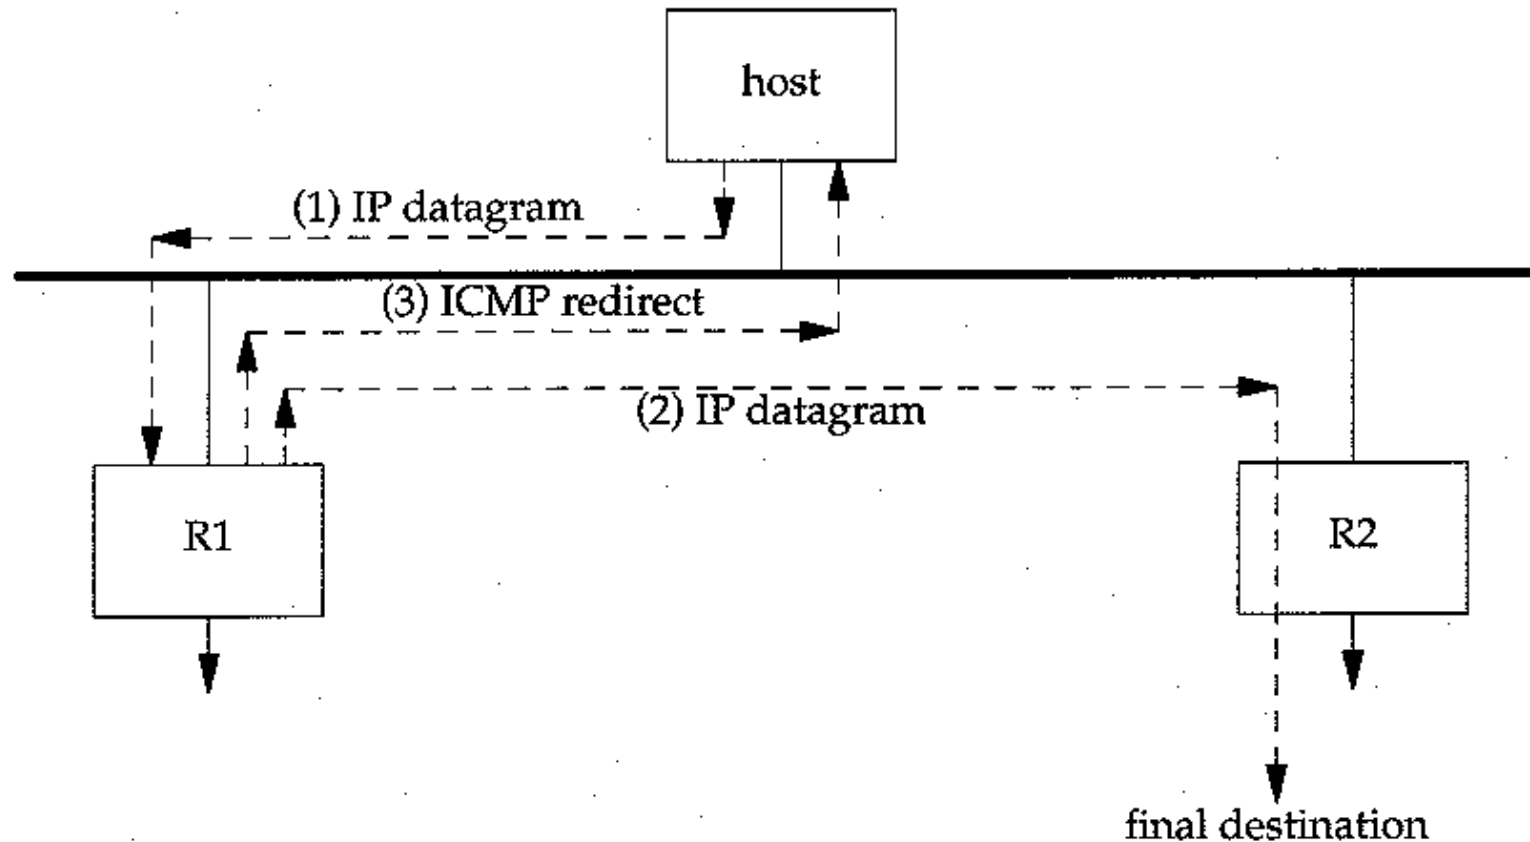 host
(1) IP datagram
(3) ICMP redirect
(2) IP datagram
R1
R2
final destination